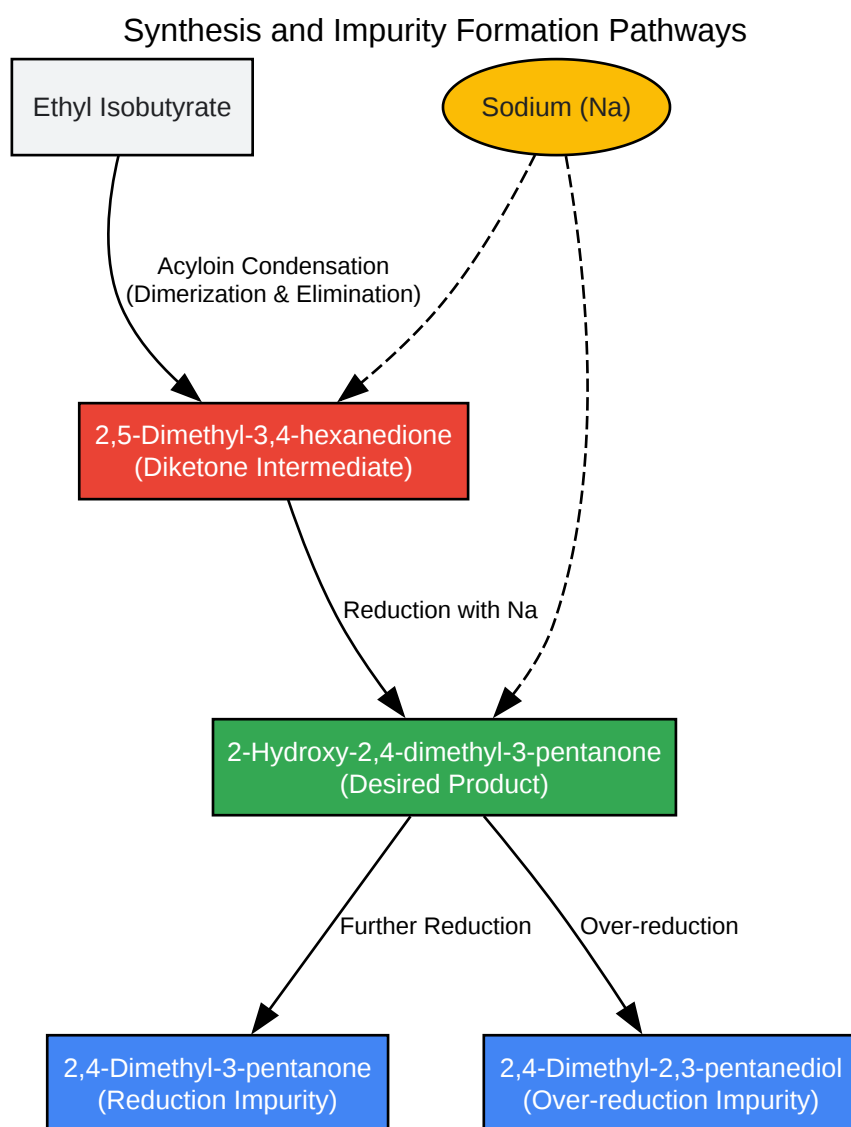 Synthesis and Impurity Formation Pathways
Ethyl Isobutyrate
Sodium (Na)
Acyloin Condensation
(Dimerization & Elimination)
2,5-Dimethyl-3,4-hexanedione
(Diketone Intermediate)
Reduction with Na
2-Hydroxy-2,4-dimethyl-3-pentanone
(Desired Product)
Further Reduction
Over-reduction
2,4-Dimethyl-3-pentanone
(Reduction Impurity)
2,4-Dimethyl-2,3-pentanediol
(Over-reduction Impurity)